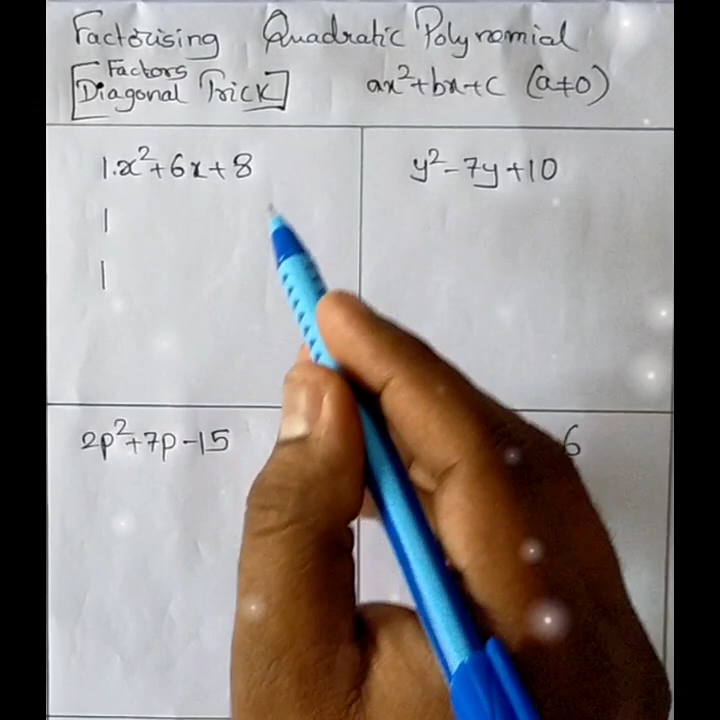 Factorising Quadratic Polynomial
[Factors Diagonal Trick] ax²+bx+c (a≠0)
1.x²+6x+8
1
1
y²-7y+10
2p²+7p-15
6